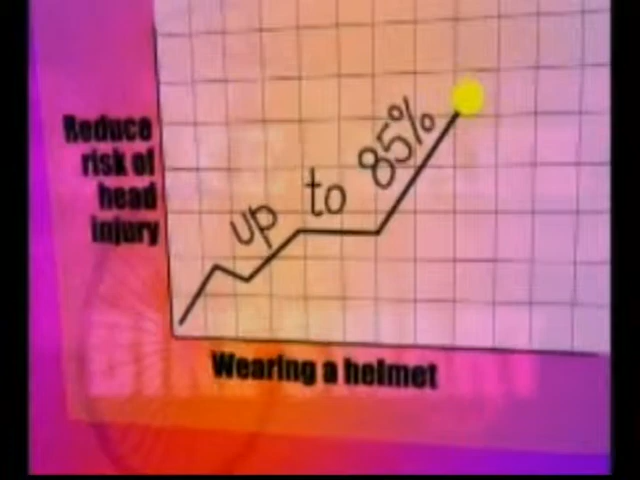 Reduce
risk of
head
injury
up to 85%
Wearing a helmet